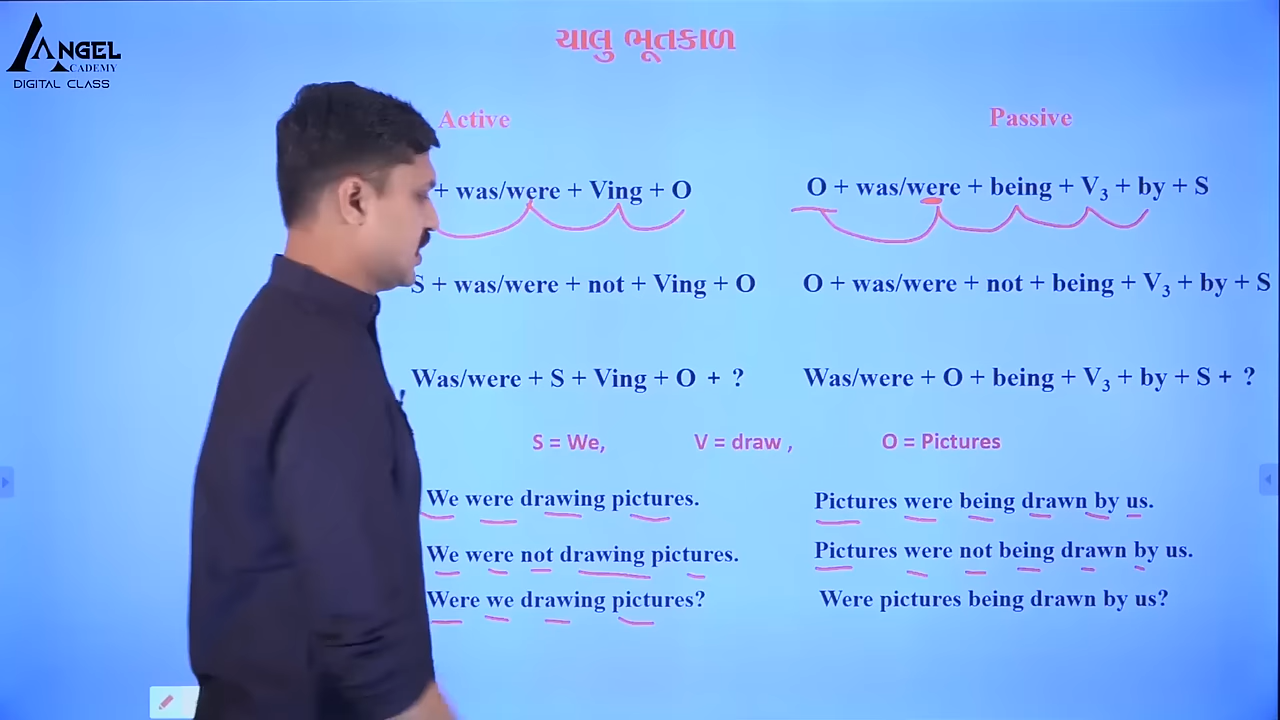 ANGEL
ACADEMY
DIGITAL CLASS
ચાલુ ભૂતકાળ
Active
Passive
+ was/were + Ving + O
O + was/were + being + V3 + by + S
S + was/were + not + Ving + O
O + was/were + not + being + V3 + by + S
Was/were + S + Ving + O + ?
Was/were + O + being + V3 + by + S + ?
S = We, V = draw , O = Pictures
We were drawing pictures.
Pictures were being drawn by us.
We were not drawing pictures.
Pictures were not being drawn by us.
Were we drawing pictures?
Were pictures being drawn by us?